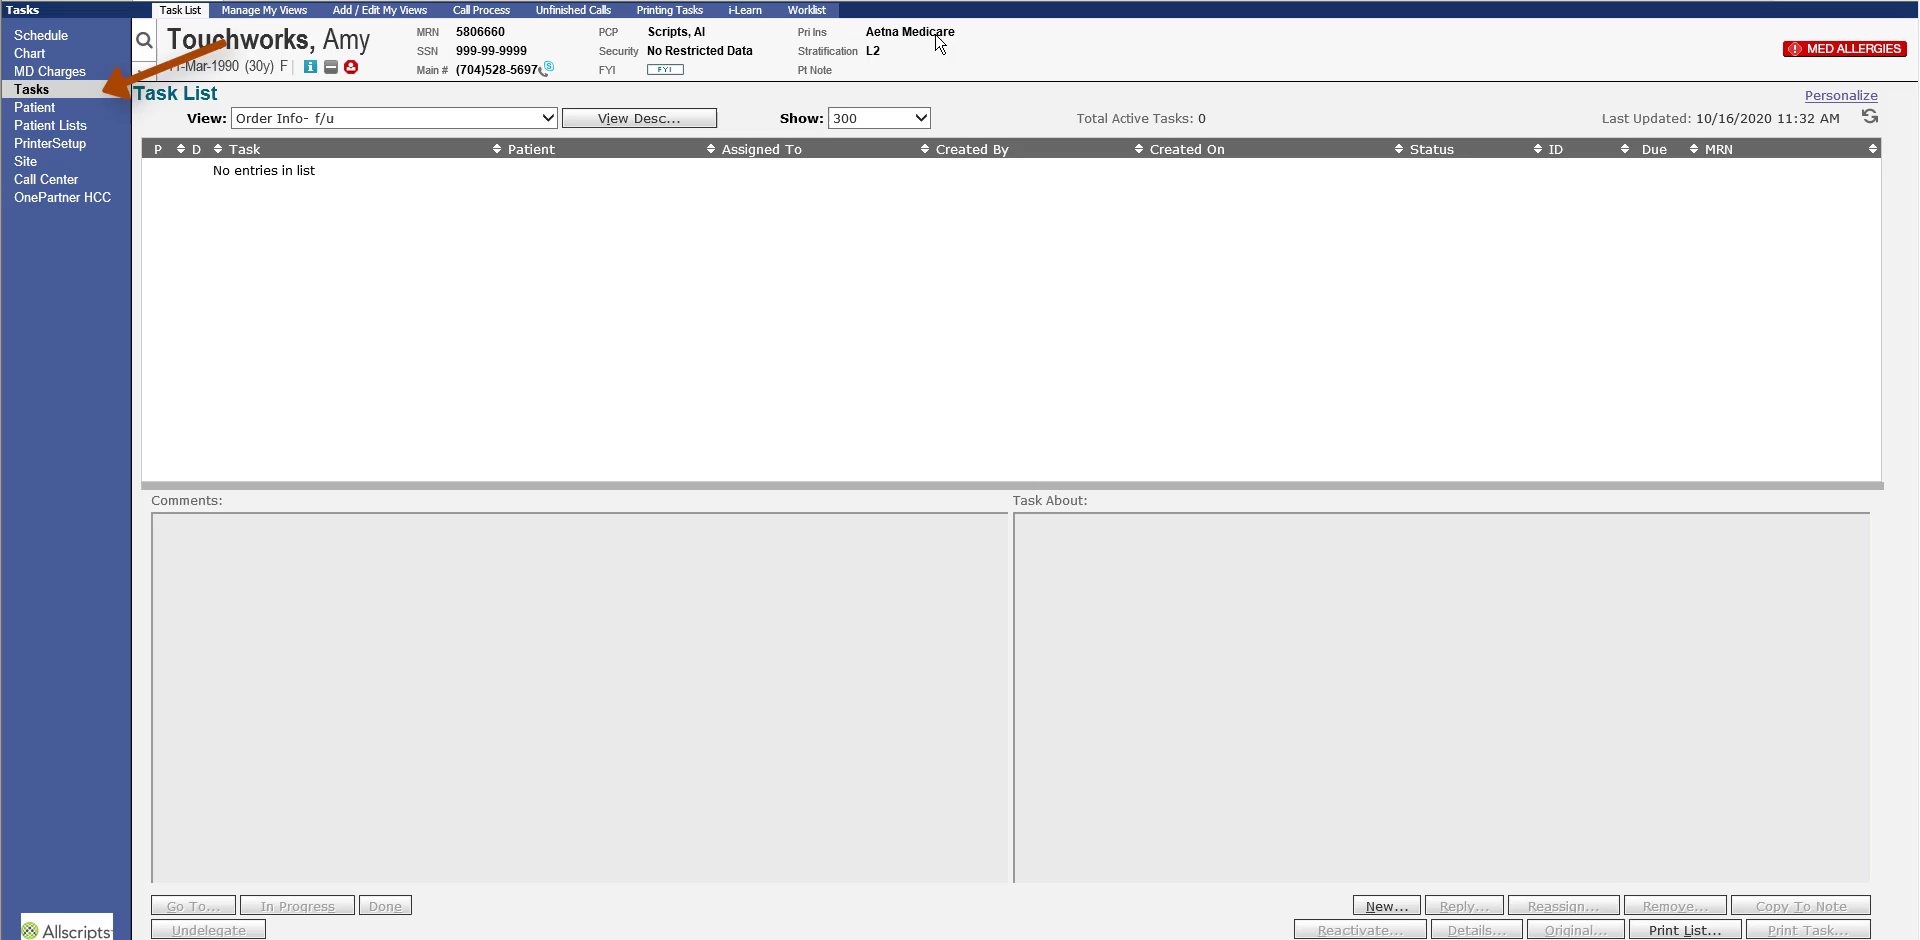 Tasks
Task List Manage My Views Add / Edit My Views Call Process Unfinished Calls Printing Tasks i-Learn Worklist
Schedule
Chart
MD Charges
Tasks
Patient
Patient Lists
PrinterSetup
Site
Call Center
OnePartner HCC
Touchworks, Amy
-Mar-1990 (30y) F
MRN 5806660
SSN 999-99-9999
Main # (704)528-5697
PCP Scripts, Al
Security No Restricted Data
FYI FYI
Pri Ins Aetna Medicare
Stratification L2
Pt Note
MED ALLERGIES
Task List
Personalize
View: Order Info- f/u View Desc... Show: 300 Total Active Tasks: 0 Last Updated: 10/16/2020 11:32 AM
P D Task Patient Assigned To Created By Created On Status ID Due MRN
No entries in list
Comments: Task About:
Go To... In Progress Done New... Reply... Reassign... Remove... Copy To Note
Undelegate Reactivate... Details... Original... Print List... Print Task...
Allscripts